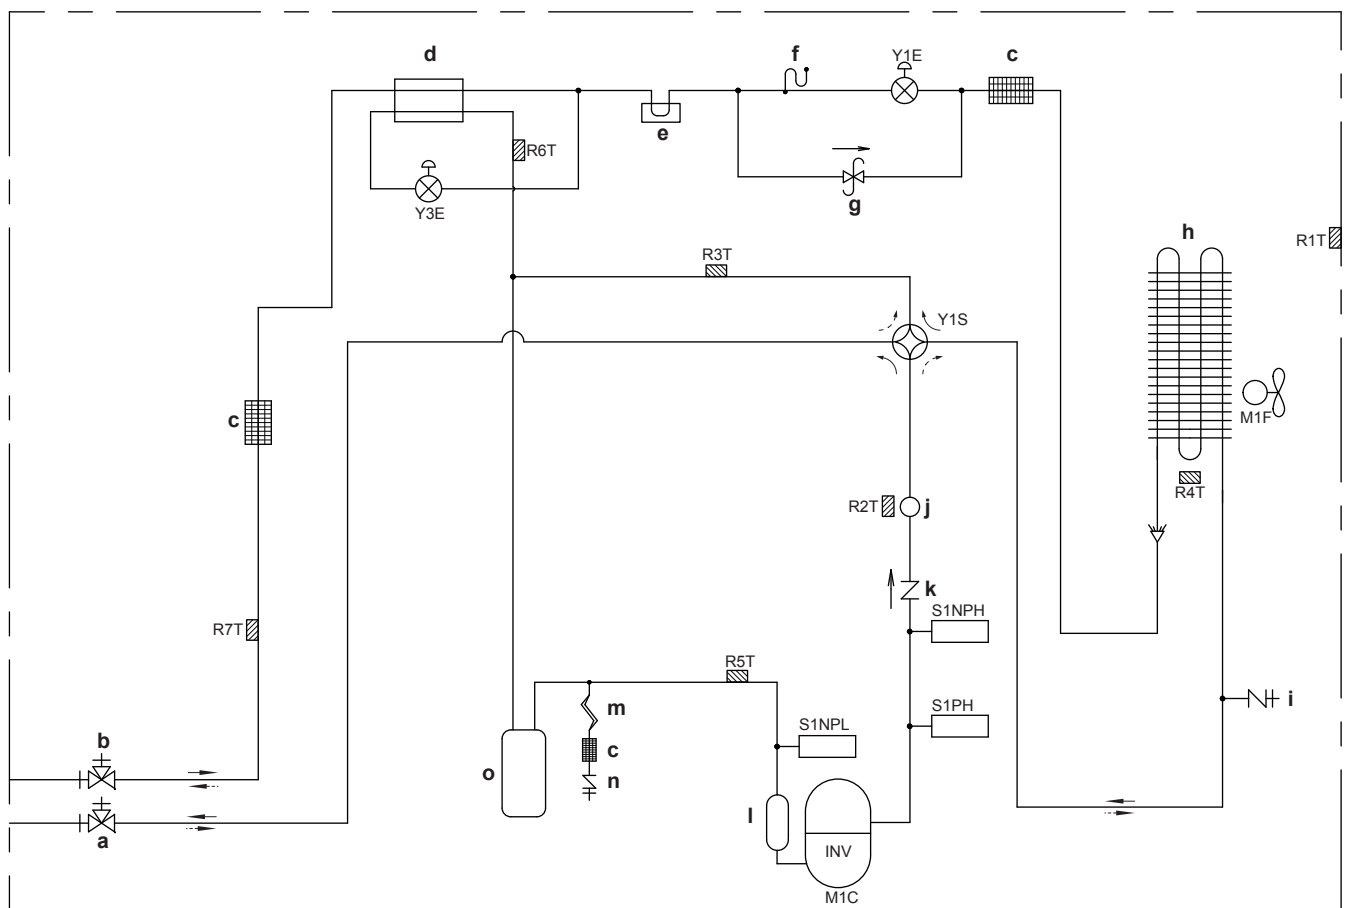 d
f
Y1E
c
e
R6T
Y3E
g
h
R1T
R3T
Y1S
c
M1F
R4T
R2T
j
k
S1NPH
R7T
R5T
i
m
S1PH
S1NPL
b
c
o
n
l
a
INV
M1C